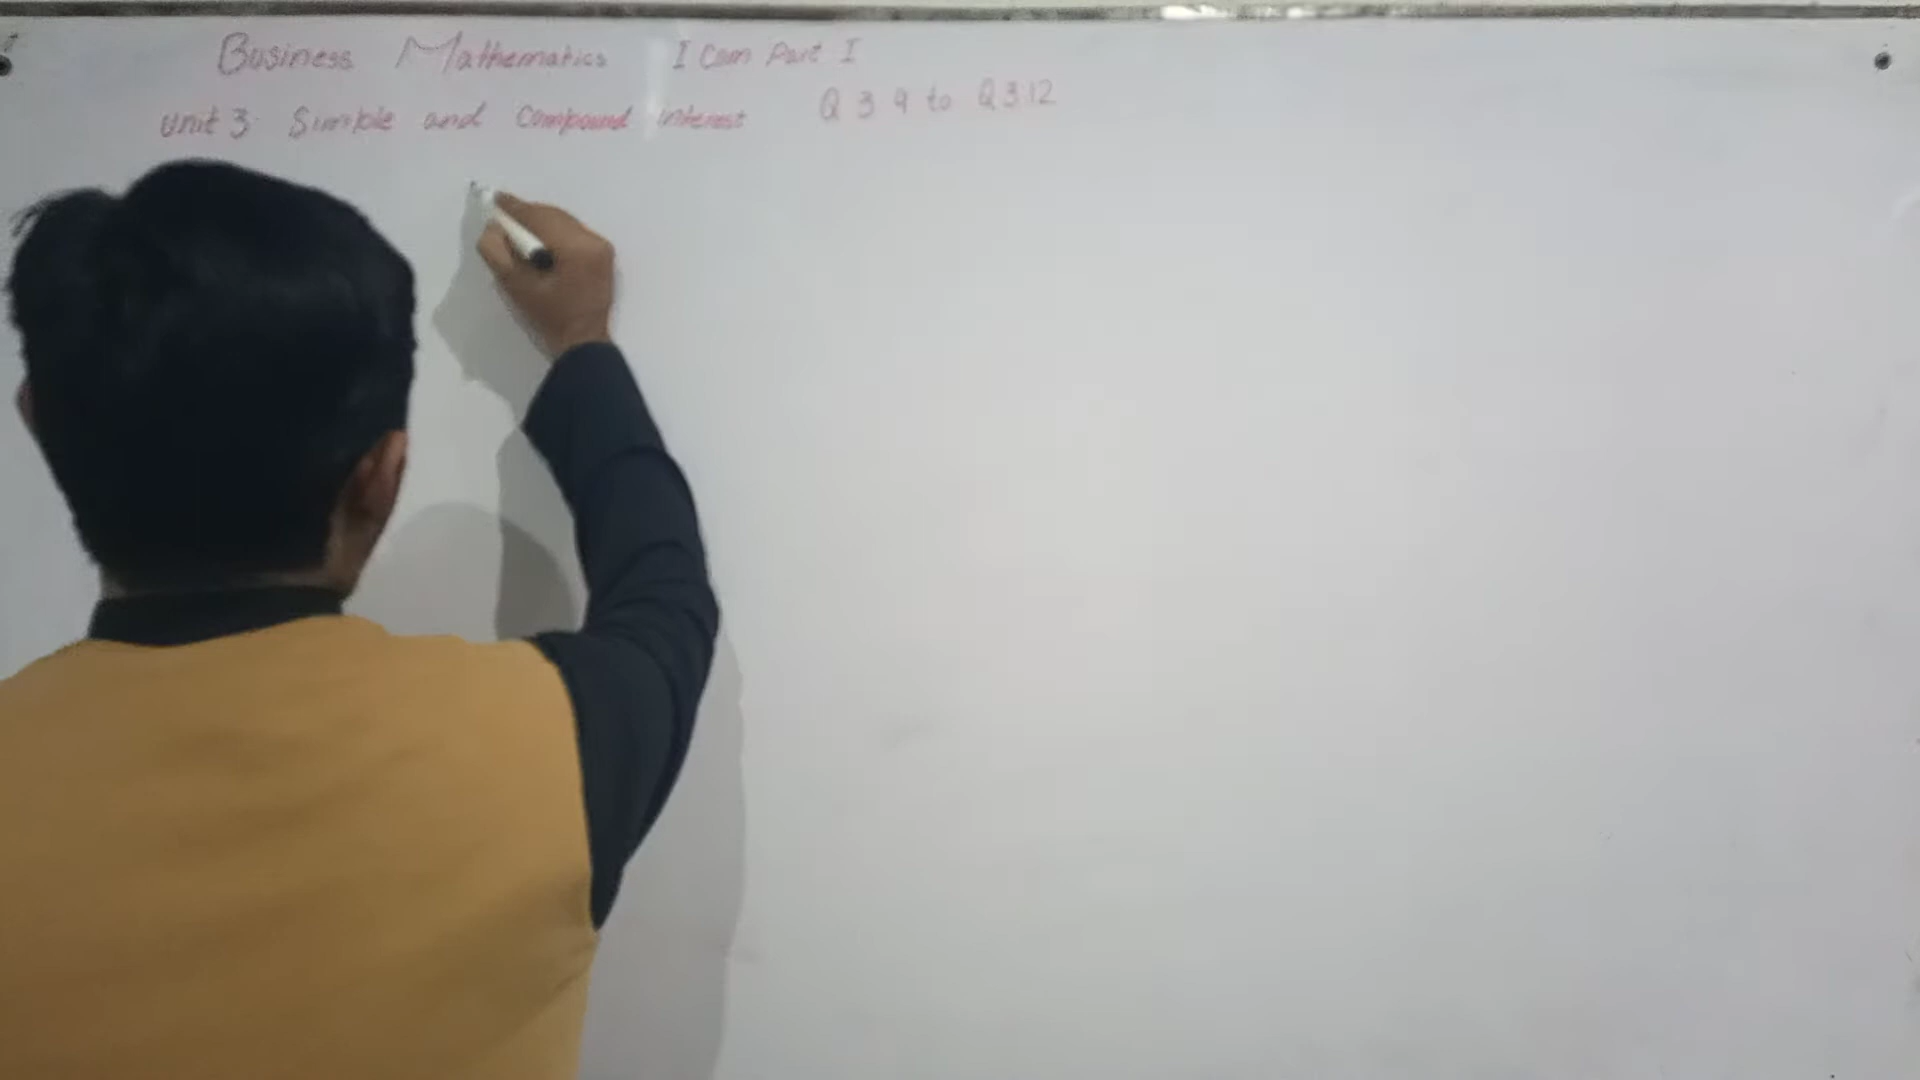 Business Mathematics I Com Part I
Unit 3: Simple and Compound interest Q 3 9 to Q 3.12